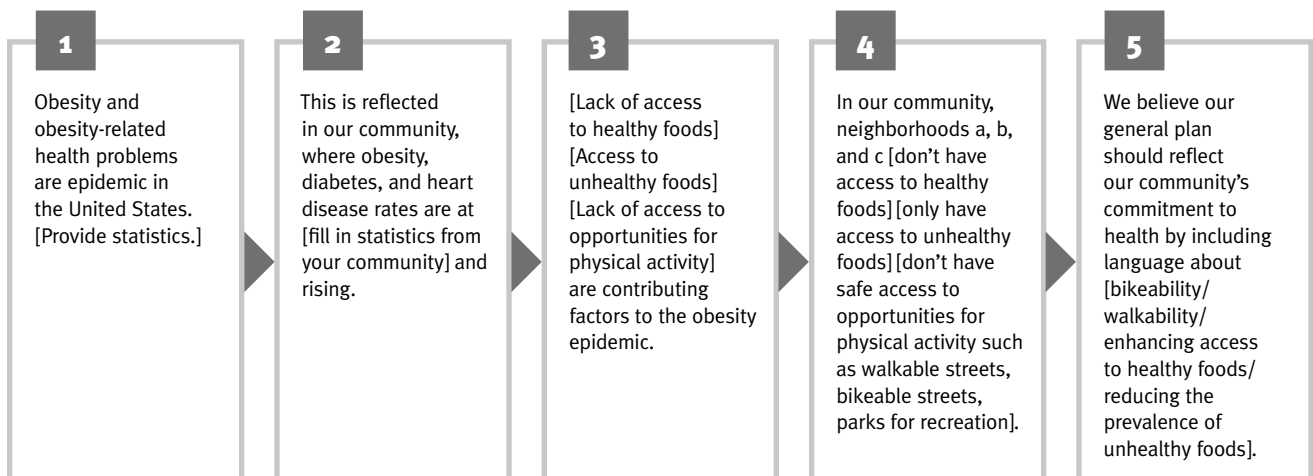 1
Obesity and
obesity-related
health problems
are epidemic in
the United States.
[Provide statistics.]
2
This is reflected
in our community,
where obesity,
diabetes, and heart
disease rates are at
[fill in statistics from
your community] and
rising.
3
[Lack of access
to healthy foods]
[Access to
unhealthy foods]
[Lack of access to
opportunities for
physical activity]
are contributing
factors to the obesity
epidemic.
4
In our community,
neighborhoods a, b,
and c [don’t have
access to healthy
foods] [only have
access to unhealthy
foods] [don’t have
safe access to
opportunities for
physical activity such
as walkable streets,
bikeable streets,
parks for recreation].
5
We believe our
general plan
should reflect
our community’s
commitment to
health by including
language about
[bikeability/
walkability/
enhancing access
to healthy foods/
reducing the
prevalence of
unhealthy foods].